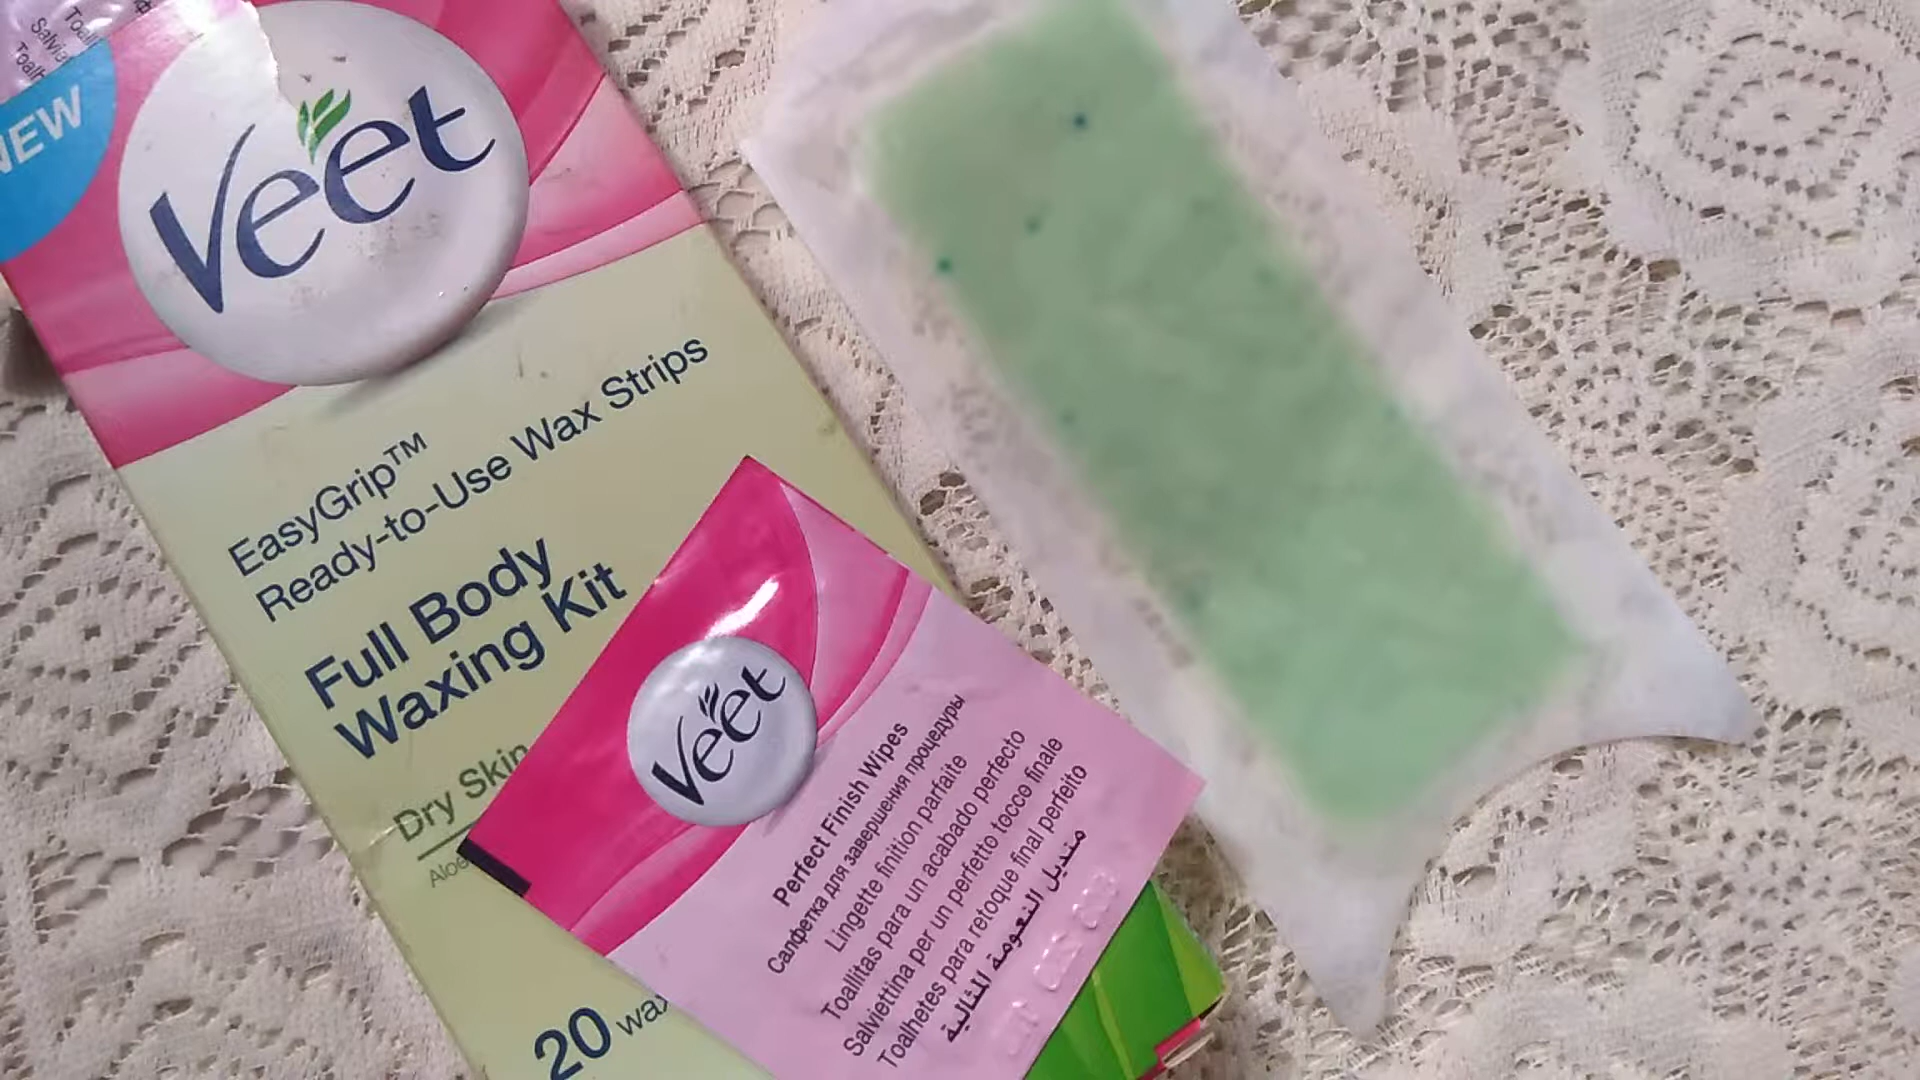 NEW
Veet
EasyGrip™
Ready-to-Use Wax Strips
Full Body
Waxing Kit
Dry Skin
20 wax
Veet
Perfect Finish Wipes
Салфетка для завершения процедуры
Lingette finition parfaite
Toallitas para un acabado perfecto
Salviettina per un perfetto tocco finale
Toalhetes para retoque final perfeito
منديل النعومة المثالية